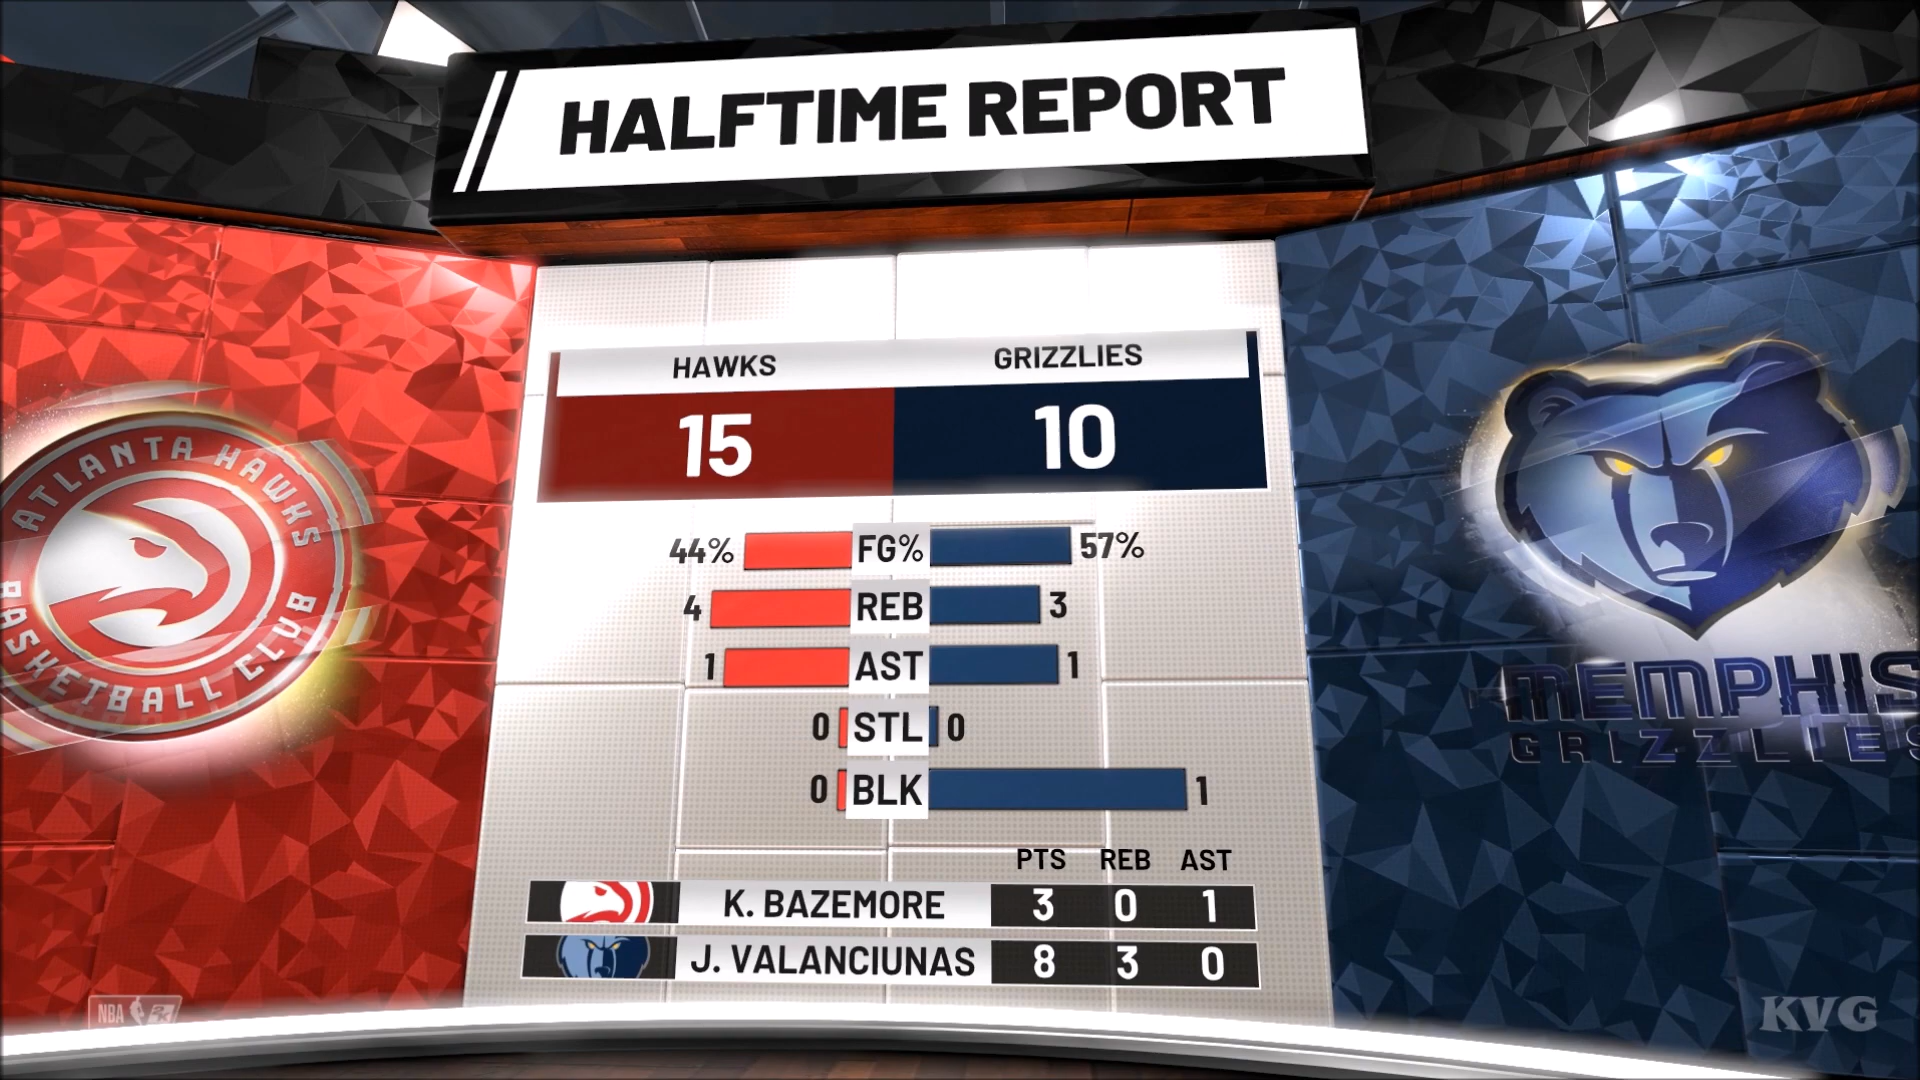 HALFTIME REPORT
HAWKS GRIZZLIES
15 10
44% FG% 57%
4 REB 3
1 AST 1
0 STL 0
0 BLK 1
PTS REB AST
K. BAZEMORE 3 0 1
J. VALANCIUNAS 8 3 0
ATLANTA HAWKS
BASKETBALL CLUB
MEMPHIS
GRIZZLIES
NBA 2K
KVG